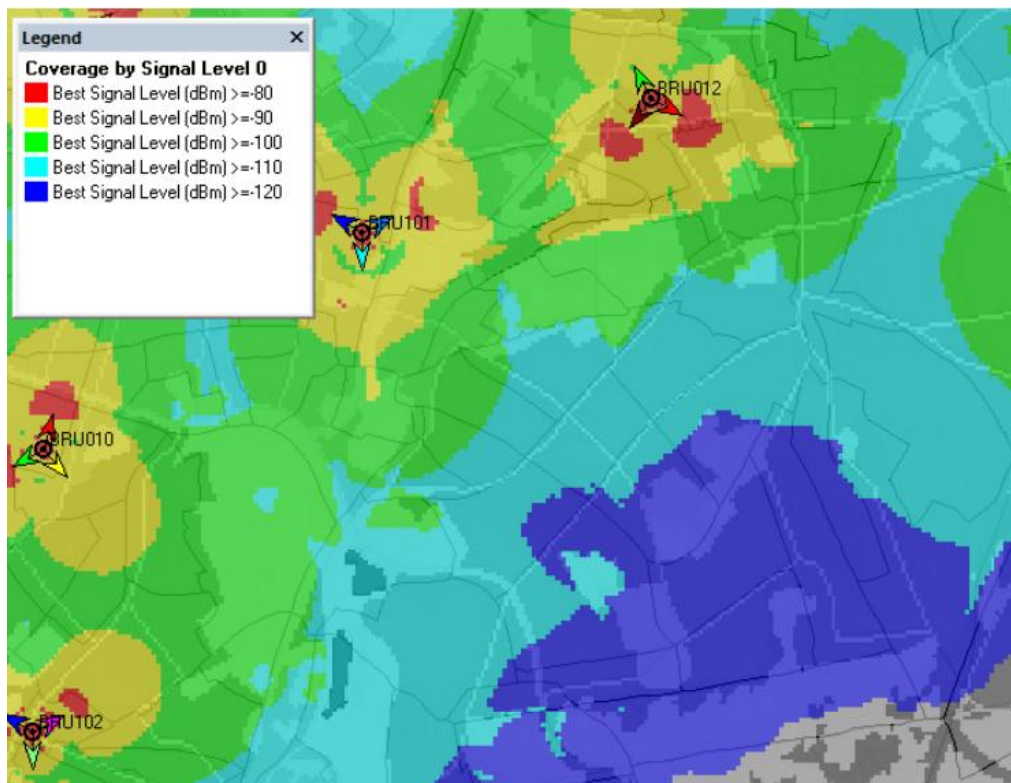 Legend
Coverage by Signal Level 0
Best Signal Level (dBm) >=-80
Best Signal Level (dBm) >=-90
Best Signal Level (dBm) >=-100
Best Signal Level (dBm) >=-110
Best Signal Level (dBm) >=-120
BRU012
BRU101
BRU010
BRU102